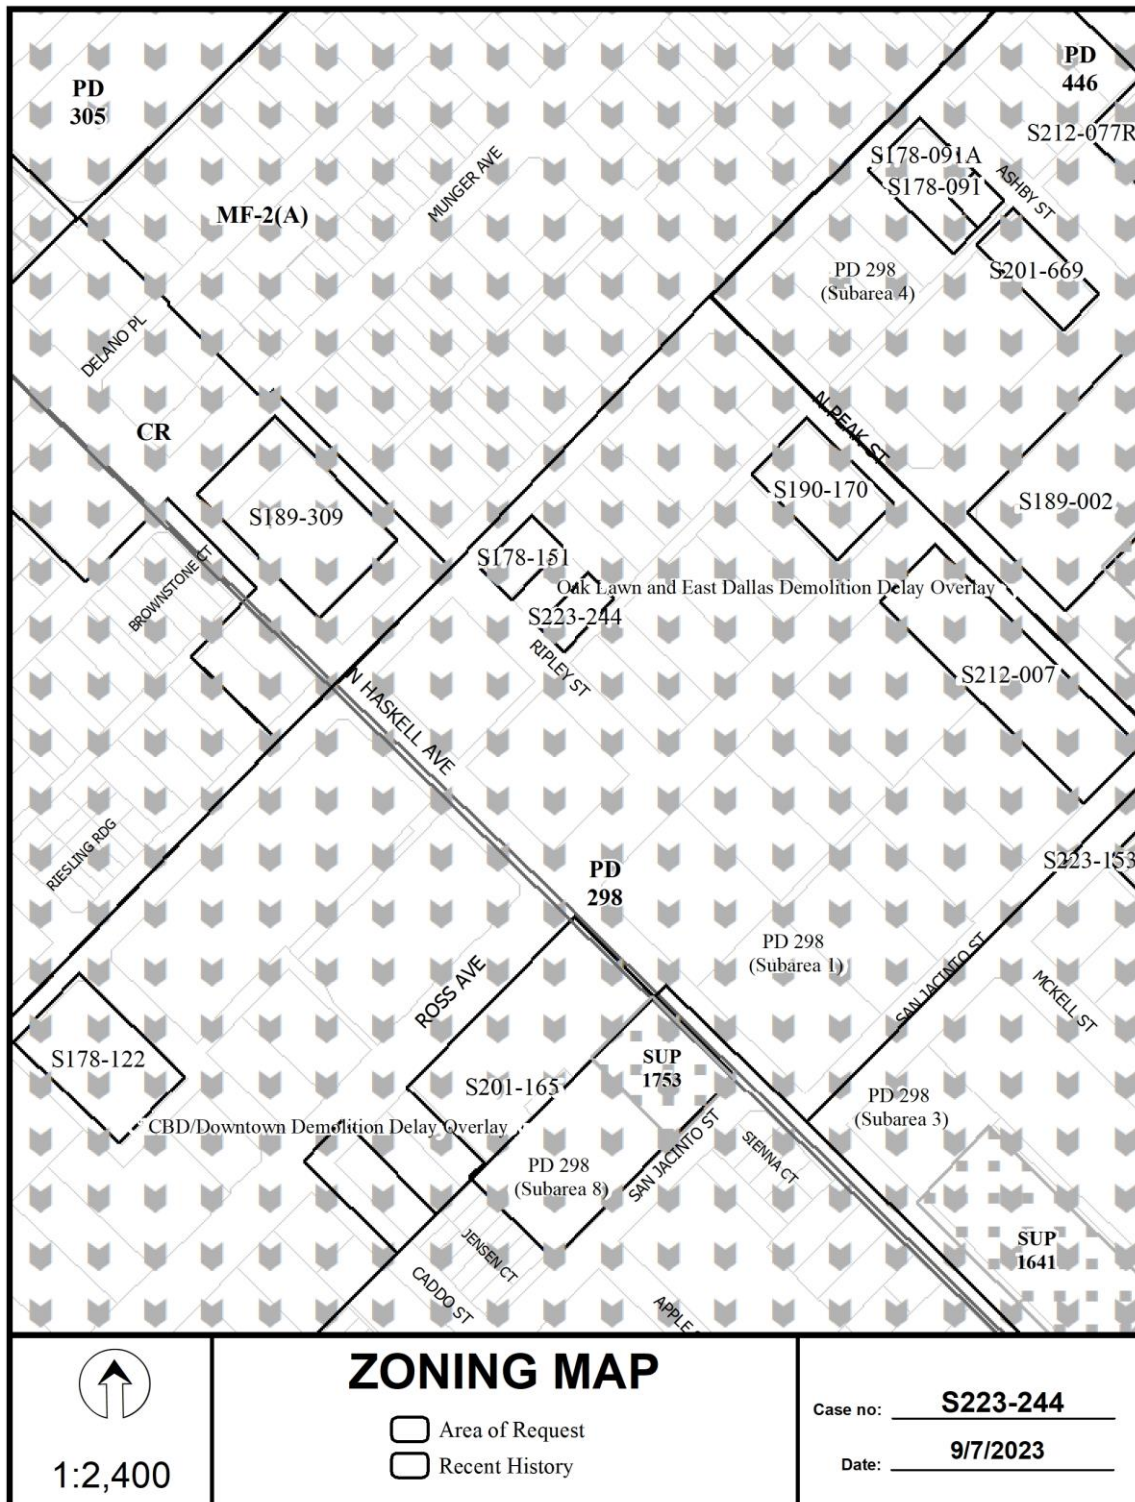 PD
305
PD
446
S212-077R
MUNGER AVE
S178-091A
S178-091
ASHBY ST
MF-2(A)
S201-669
PD 298
(Subarea 4)
DELANO PL
N PEAK ST
CR
S190-170
S189-002
S189-309
S178-151
BROWNSTONE CT
Oak Lawn and East Dallas Demolition Delay Overlay
S223-244
RIPLEY ST
S212-007
N HASKELL AVE
RIESLING RDG
S223-153
PD
298
PD 298
(Subarea 1)
SAN JACINTO ST
ROSS AVE
MCKELL ST
S178-122
SUP
1753
S201-165
PD 298
(Subarea 3)
CBD/Downtown Demolition Delay Overlay
SAN JACINTO ST
SIENNA CT
PD 298
(Subarea 8)
JENSEN CT
SUP
1641
CADDO ST
APPLE
ZONING MAP
Area of Request
Recent History
1:2,400
Case no: S223-244
Date: 9/7/2023